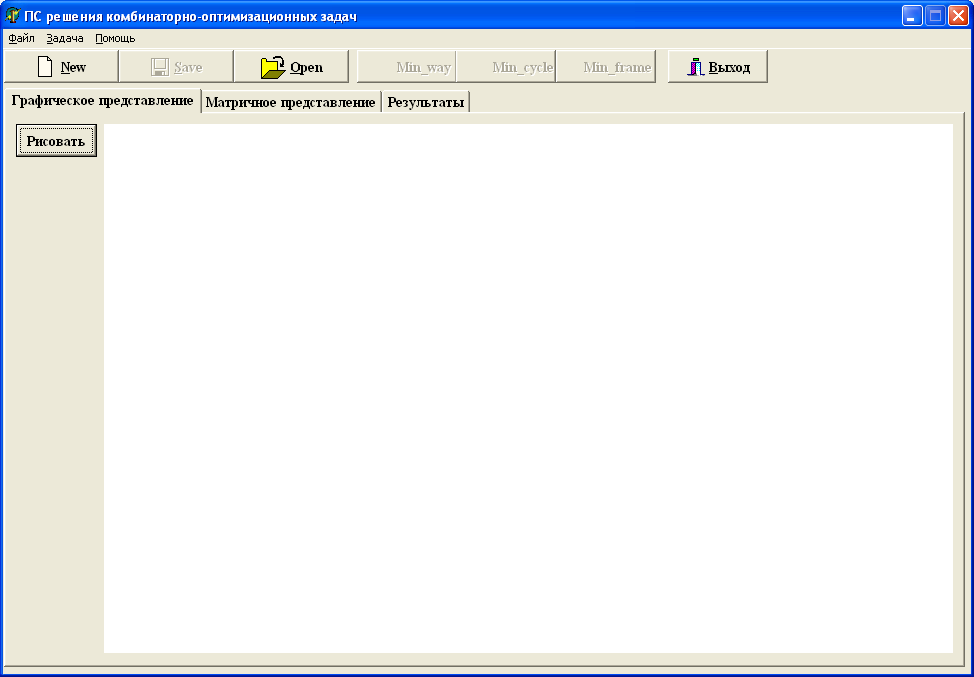 ПС решения комбинаторно-оптимизационных задач
Файл Задача Помощь
New Save Open Min_way Min_cycle Min_frame Выход
Графическое представление Матричное представление Результаты
Рисовать